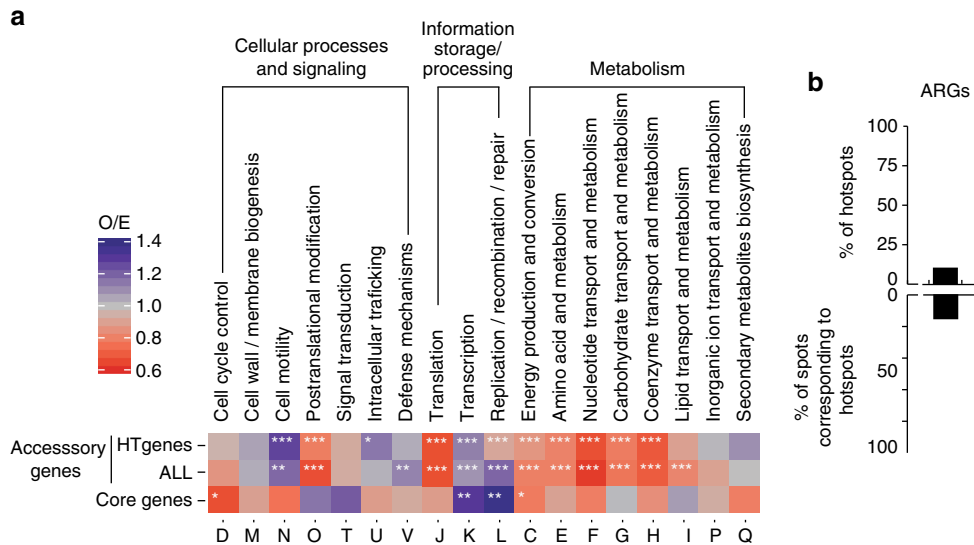 a
Cellular processes
and signaling
Information
storage/
processing
Metabolism
O/E
1.4
1.2
1.0
0.8
0.6
Cell cycle control
Cell wall / membrane biogenesis
Cell motility
Postranslational modification
Signal transduction
Intracellular traficking
Defense mechanisms
Translation
Transcription
Replication / recombination / repair
Energy production and conversion
Amino acid and metabolism
Nucleotide transport and metabolism
Carbohydrate transport and metabolism
Coenzyme transport and metabolism
Lipid transport and metabolism
Inorganic ion transport and metabolism
Secondary metabolites biosynthesis
Accesssory
genes
HTgenes
*** *** * *** *** *** *** *** *** *** ***
ALL
** *** ** *** *** *** *** *** *** *** *** ***
Core genes
* ** ** *
D M N O T U V J K L C E F G H I P Q
b
ARGs
% of hotspots
100
75
50
25
0
% of spots
corresponding to
hotspots
0
50
100